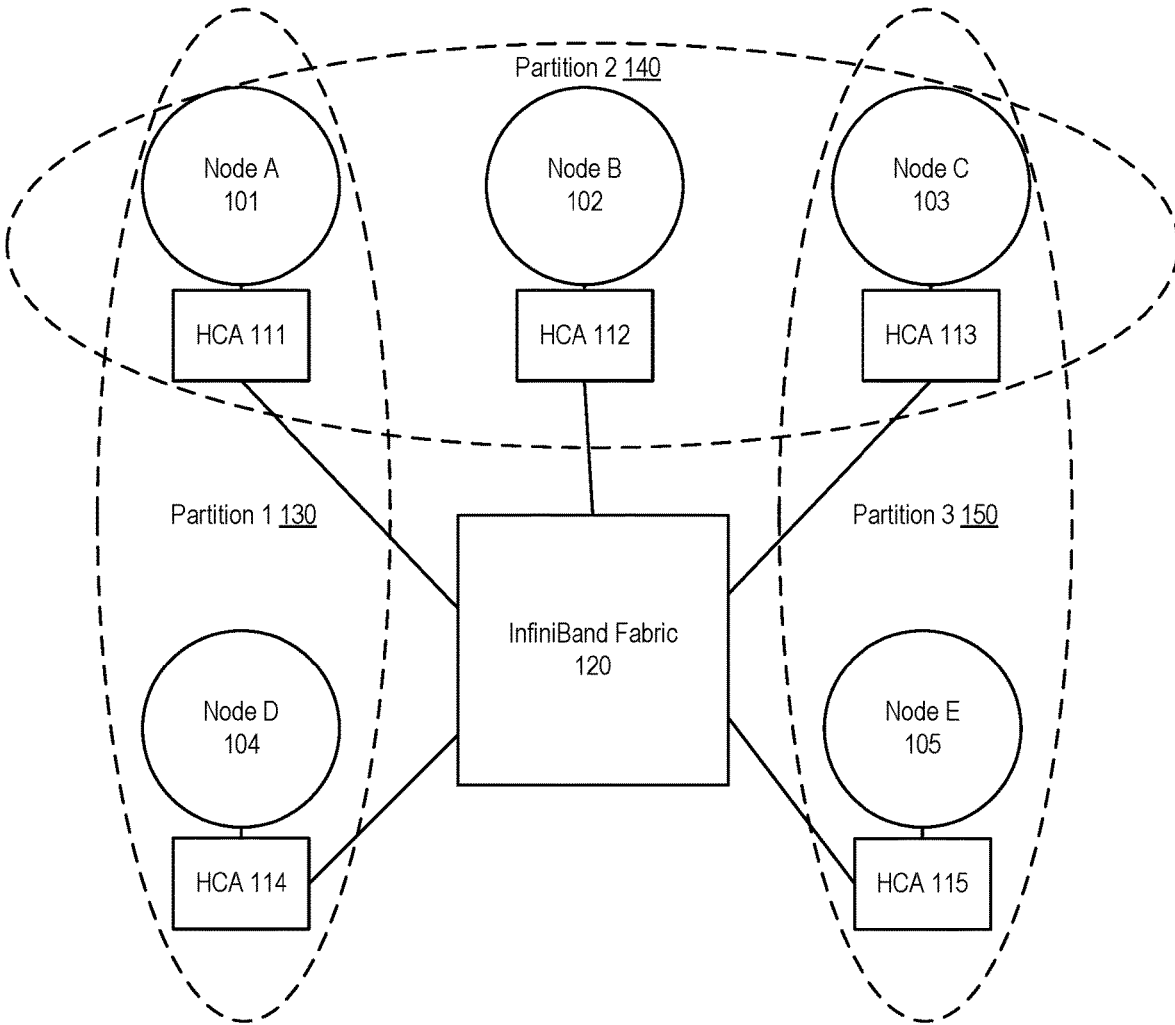 Partition 2 140
Node A
101
Node B
102
Node C
103
HCA 111
HCA 112
HCA 113
Partition 1 130
Partition 3 150
InfiniBand Fabric
120
Node D
104
Node E
105
HCA 114
HCA 115